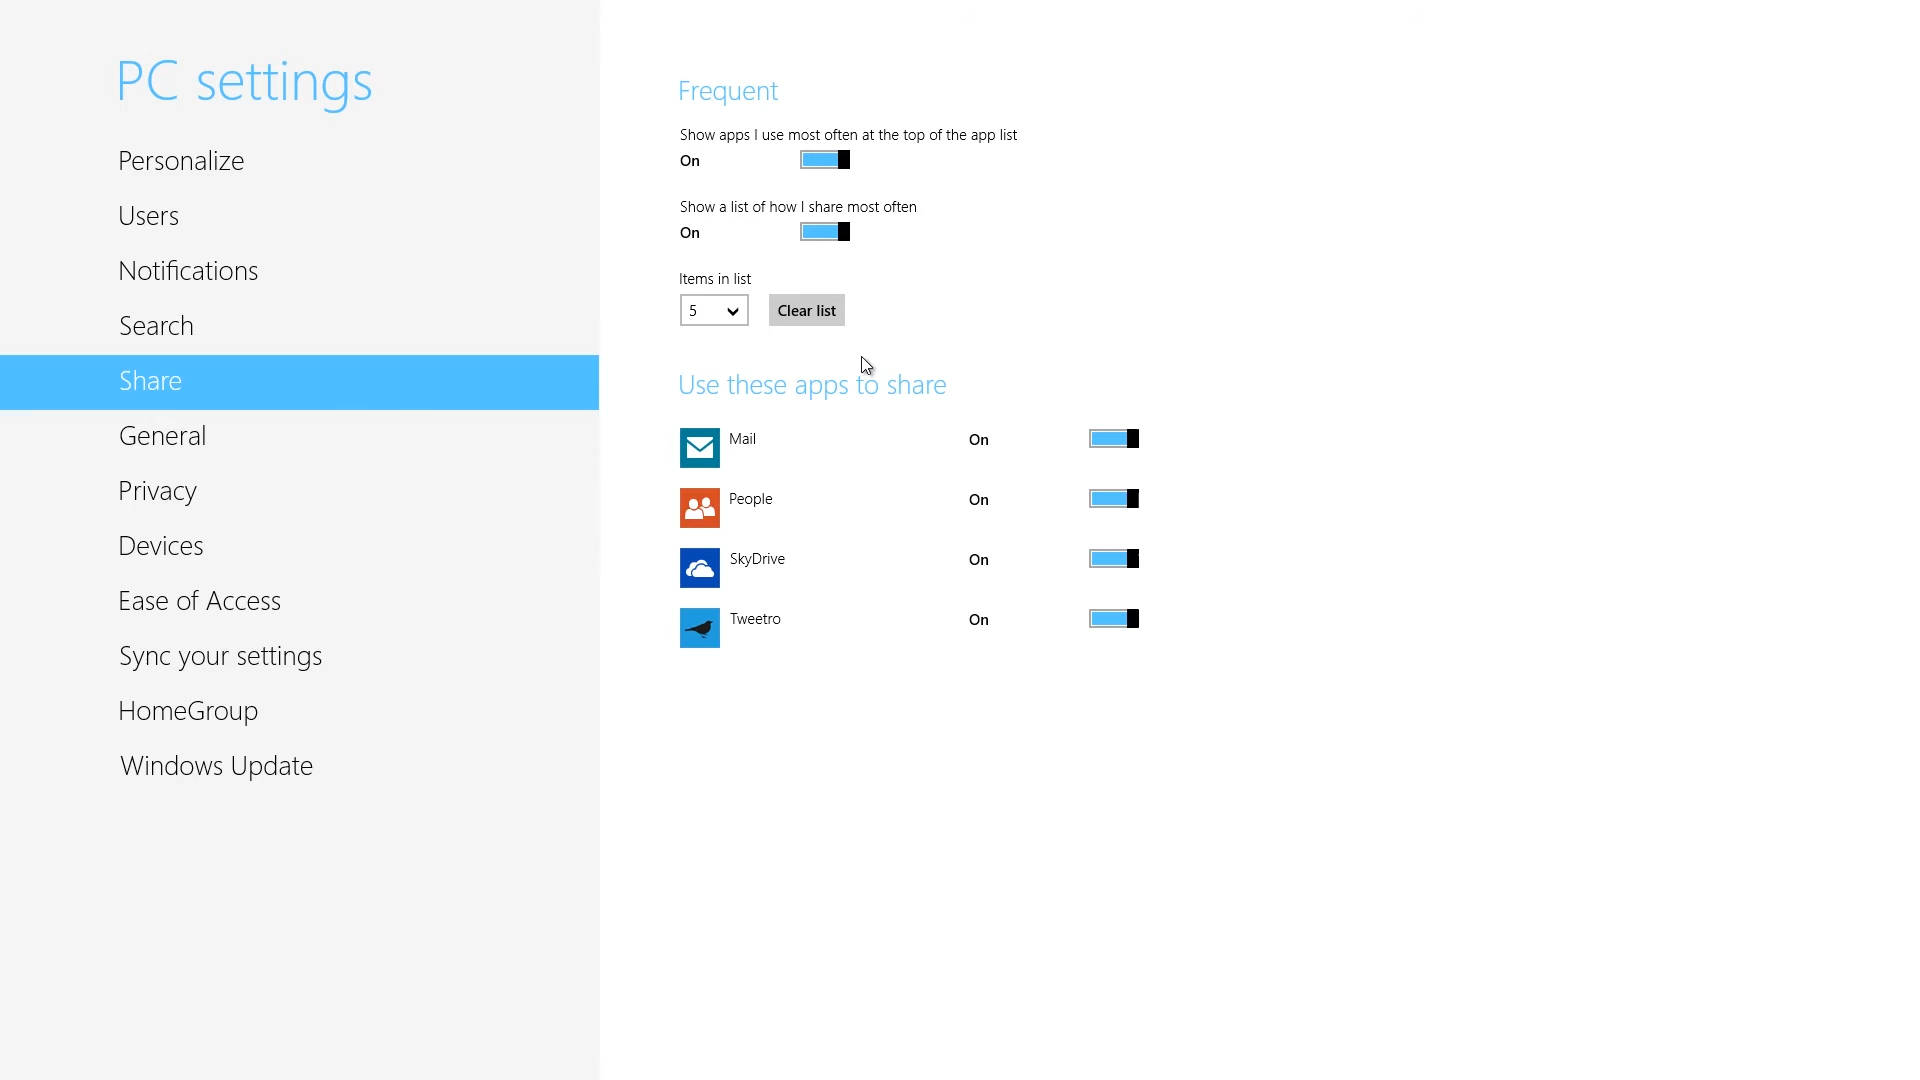 PC settings
Personalize
Users
Notifications
Search
Share
General
Privacy
Devices
Ease of Access
Sync your settings
HomeGroup
Windows Update
Frequent
Show apps I use most often at the top of the app list
On
Show a list of how I share most often
On
Items in list
5 Clear list
Use these apps to share
Mail On
People On
SkyDrive On
Tweetro On